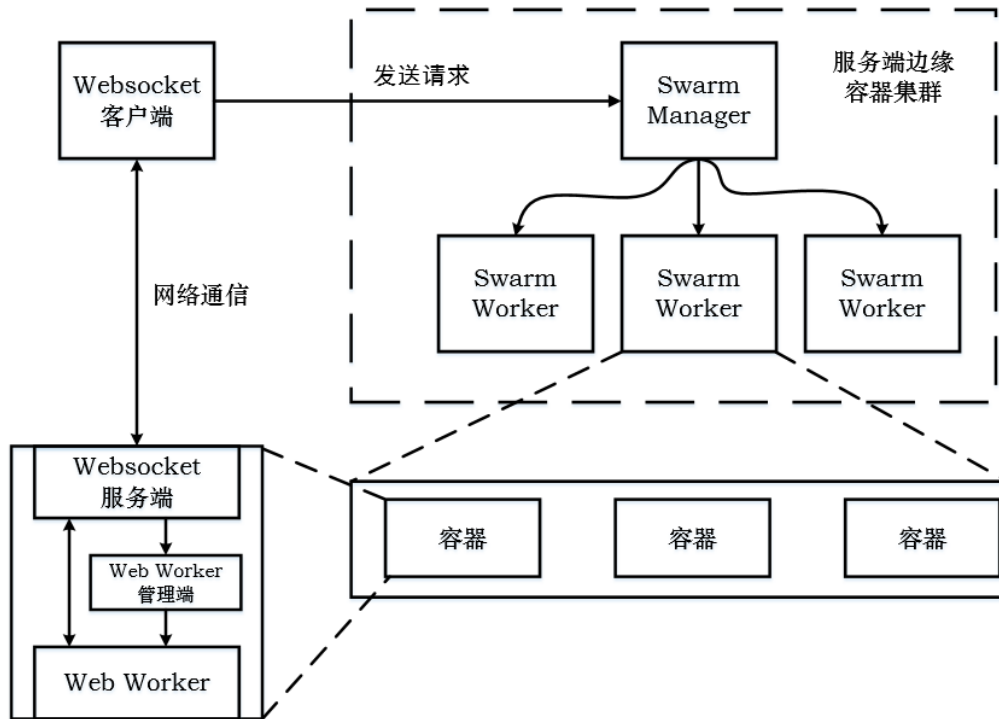 Websocket
客户端
发送请求
Swarm
Manager
服务端边缘
容器集群
Swarm
Worker
Swarm
Worker
Swarm
Worker
网络通信
Websocket
服务端
Web Worker
管理端
Web Worker
容器
容器
容器